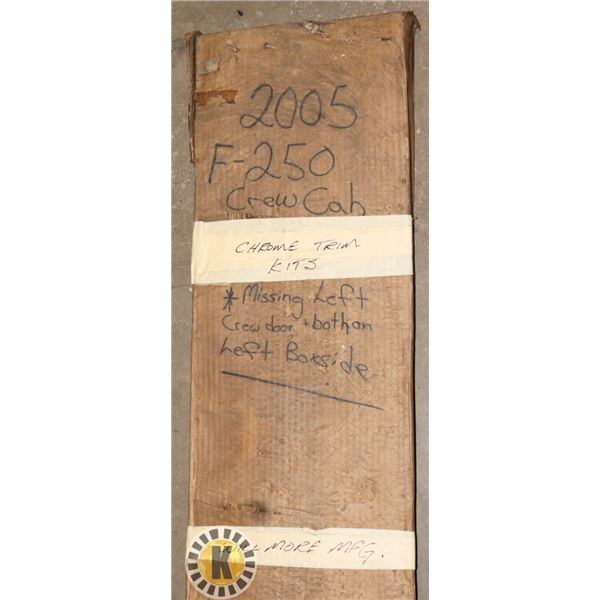 2005
F-250
Crew Cab
CHROME TRIM
KITS
*Missing Left
Crew door + both on
Left Boxside
MORE MFG.
K